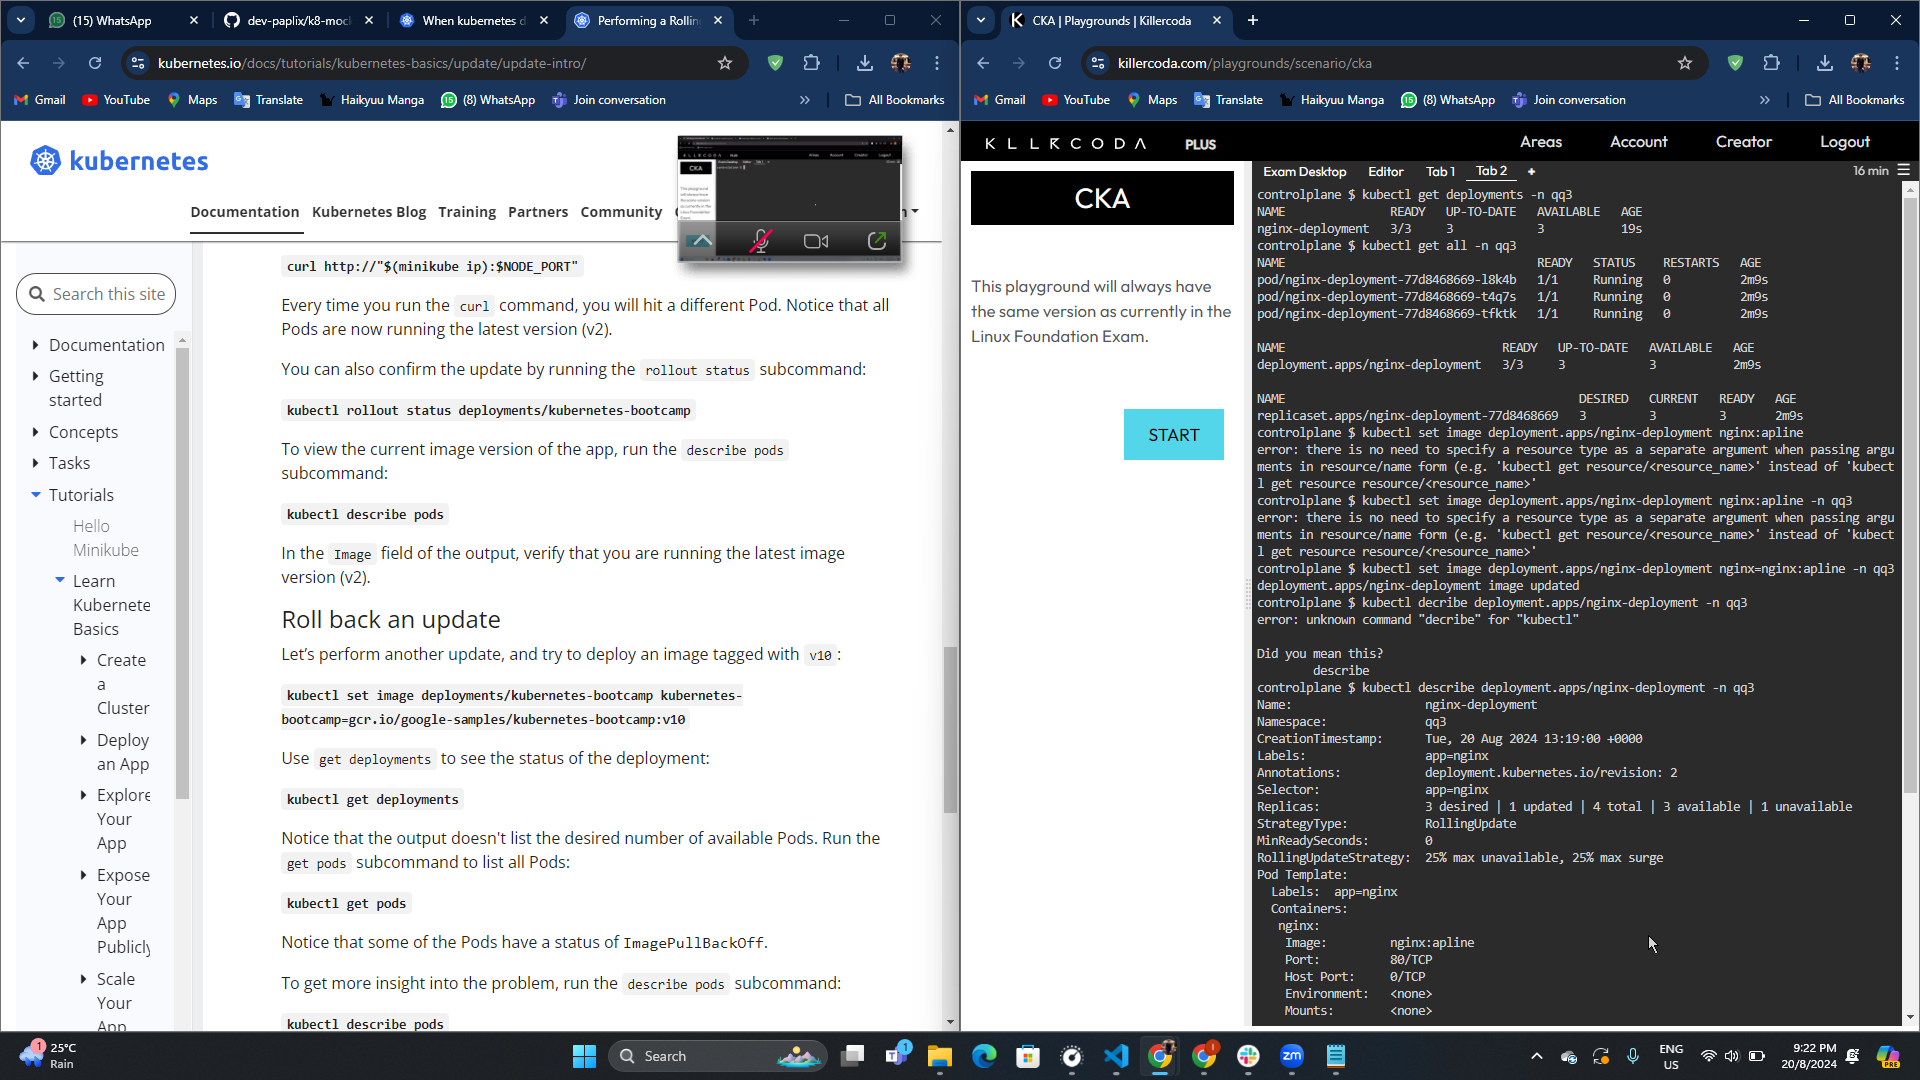 (15) WhatsApp
dev-paplix/k8-mock
When kubernetes d
Performing a Rollin
kubernetes.io/docs/tutorials/kubernetes-basics/update/update-intro/
Gmail
YouTube
Maps
Translate
Haikyuu Manga
(8) WhatsApp
Join conversation
All Bookmarks
kubernetes
Documentation
Kubernetes Blog
Training
Partners
Community
Search this site
Documentation
Getting
started
Concepts
Tasks
Tutorials
Hello
Minikube
Learn
Kubernete
Basics
Create
a
Cluster
Deploy
an App
Explore
Your
App
Expose
Your
App
Publicly
Scale
Your
App
curl http://"$(minikube ip):$NODE_PORT"
Every time you run the curl command, you will hit a different Pod. Notice that all
Pods are now running the latest version (v2).
You can also confirm the update by running the rollout status subcommand:
kubectl rollout status deployments/kubernetes-bootcamp
To view the current image version of the app, run the describe pods
subcommand:
kubectl describe pods
In the Image field of the output, verify that you are running the latest image
version (v2).
Roll back an update
Let's perform another update, and try to deploy an image tagged with v10 :
kubectl set image deployments/kubernetes-bootcamp kubernetes-
bootcamp=gcr.io/google-samples/kubernetes-bootcamp:v10
Use get deployments to see the status of the deployment:
kubectl get deployments
Notice that the output doesn't list the desired number of available Pods. Run the
get pods subcommand to list all Pods:
kubectl get pods
Notice that some of the Pods have a status of ImagePullBackOff.
To get more insight into the problem, run the describe pods subcommand:
kubectl describe pods
CKA | Playgrounds | Killercoda
killercoda.com/playgrounds/scenario/cka
Gmail
YouTube
Maps
Translate
Haikyuu Manga
(8) WhatsApp
Join conversation
All Bookmarks
PLUS
Areas
Account
Creator
Logout
CKA
This playground will always have
the same version as currently in the
Linux Foundation Exam.
START
Exam Desktop
Editor
Tab 1
Tab 2
+
16 min
controlplane $ kubectl get deployments -n qq3
NAME READY UP-TO-DATE AVAILABLE AGE
nginx-deployment 3/3 3 3 19s
controlplane $ kubectl get all -n qq3
NAME READY STATUS RESTARTS AGE
pod/nginx-deployment-77d8468669-l8k4b 1/1 Running 0 2m9s
pod/nginx-deployment-77d8468669-t4q7s 1/1 Running 0 2m9s
pod/nginx-deployment-77d8468669-tfktk 1/1 Running 0 2m9s
NAME READY UP-TO-DATE AVAILABLE AGE
deployment.apps/nginx-deployment 3/3 3 3 2m9s
NAME DESIRED CURRENT READY AGE
replicaset.apps/nginx-deployment-77d8468669 3 3 3 2m9s
controlplane $ kubectl set image deployment.apps/nginx-deployment nginx:apline
error: there is no need to specify a resource type as a separate argument when passing argu
ments in resource/name form (e.g. 'kubectl get resource/<resource_name>' instead of 'kubect
l get resource resource/<resource_name>'
controlplane $ kubectl set image deployment.apps/nginx-deployment nginx:apline -n qq3
error: there is no need to specify a resource type as a separate argument when passing argu
ments in resource/name form (e.g. 'kubectl get resource/<resource_name>' instead of 'kubect
l get resource resource/<resource_name>'
controlplane $ kubectl set image deployment.apps/nginx-deployment nginx=nginx:apline -n qq3
deployment.apps/nginx-deployment image updated
controlplane $ kubectl decribe deployment.apps/nginx-deployment -n qq3
error: unknown command "decribe" for "kubectl"
Did you mean this?
describe
controlplane $ kubectl describe deployment.apps/nginx-deployment -n qq3
Name: nginx-deployment
Namespace: qq3
CreationTimestamp: Tue, 20 Aug 2024 13:19:00 +0000
Labels: app=nginx
Annotations: deployment.kubernetes.io/revision: 2
Selector: app=nginx
Replicas: 3 desired | 1 updated | 4 total | 3 available | 1 unavailable
StrategyType: RollingUpdate
MinReadySeconds: 0
RollingUpdateStrategy: 25% max unavailable, 25% max surge
Pod Template:
Labels: app=nginx
Containers:
nginx:
Image: nginx:apline
Port: 80/TCP
Host Port: 0/TCP
Environment: <none>
Mounts: <none>
25°C
Rain
Search
ENG
US
9:22 PM
20/8/2024